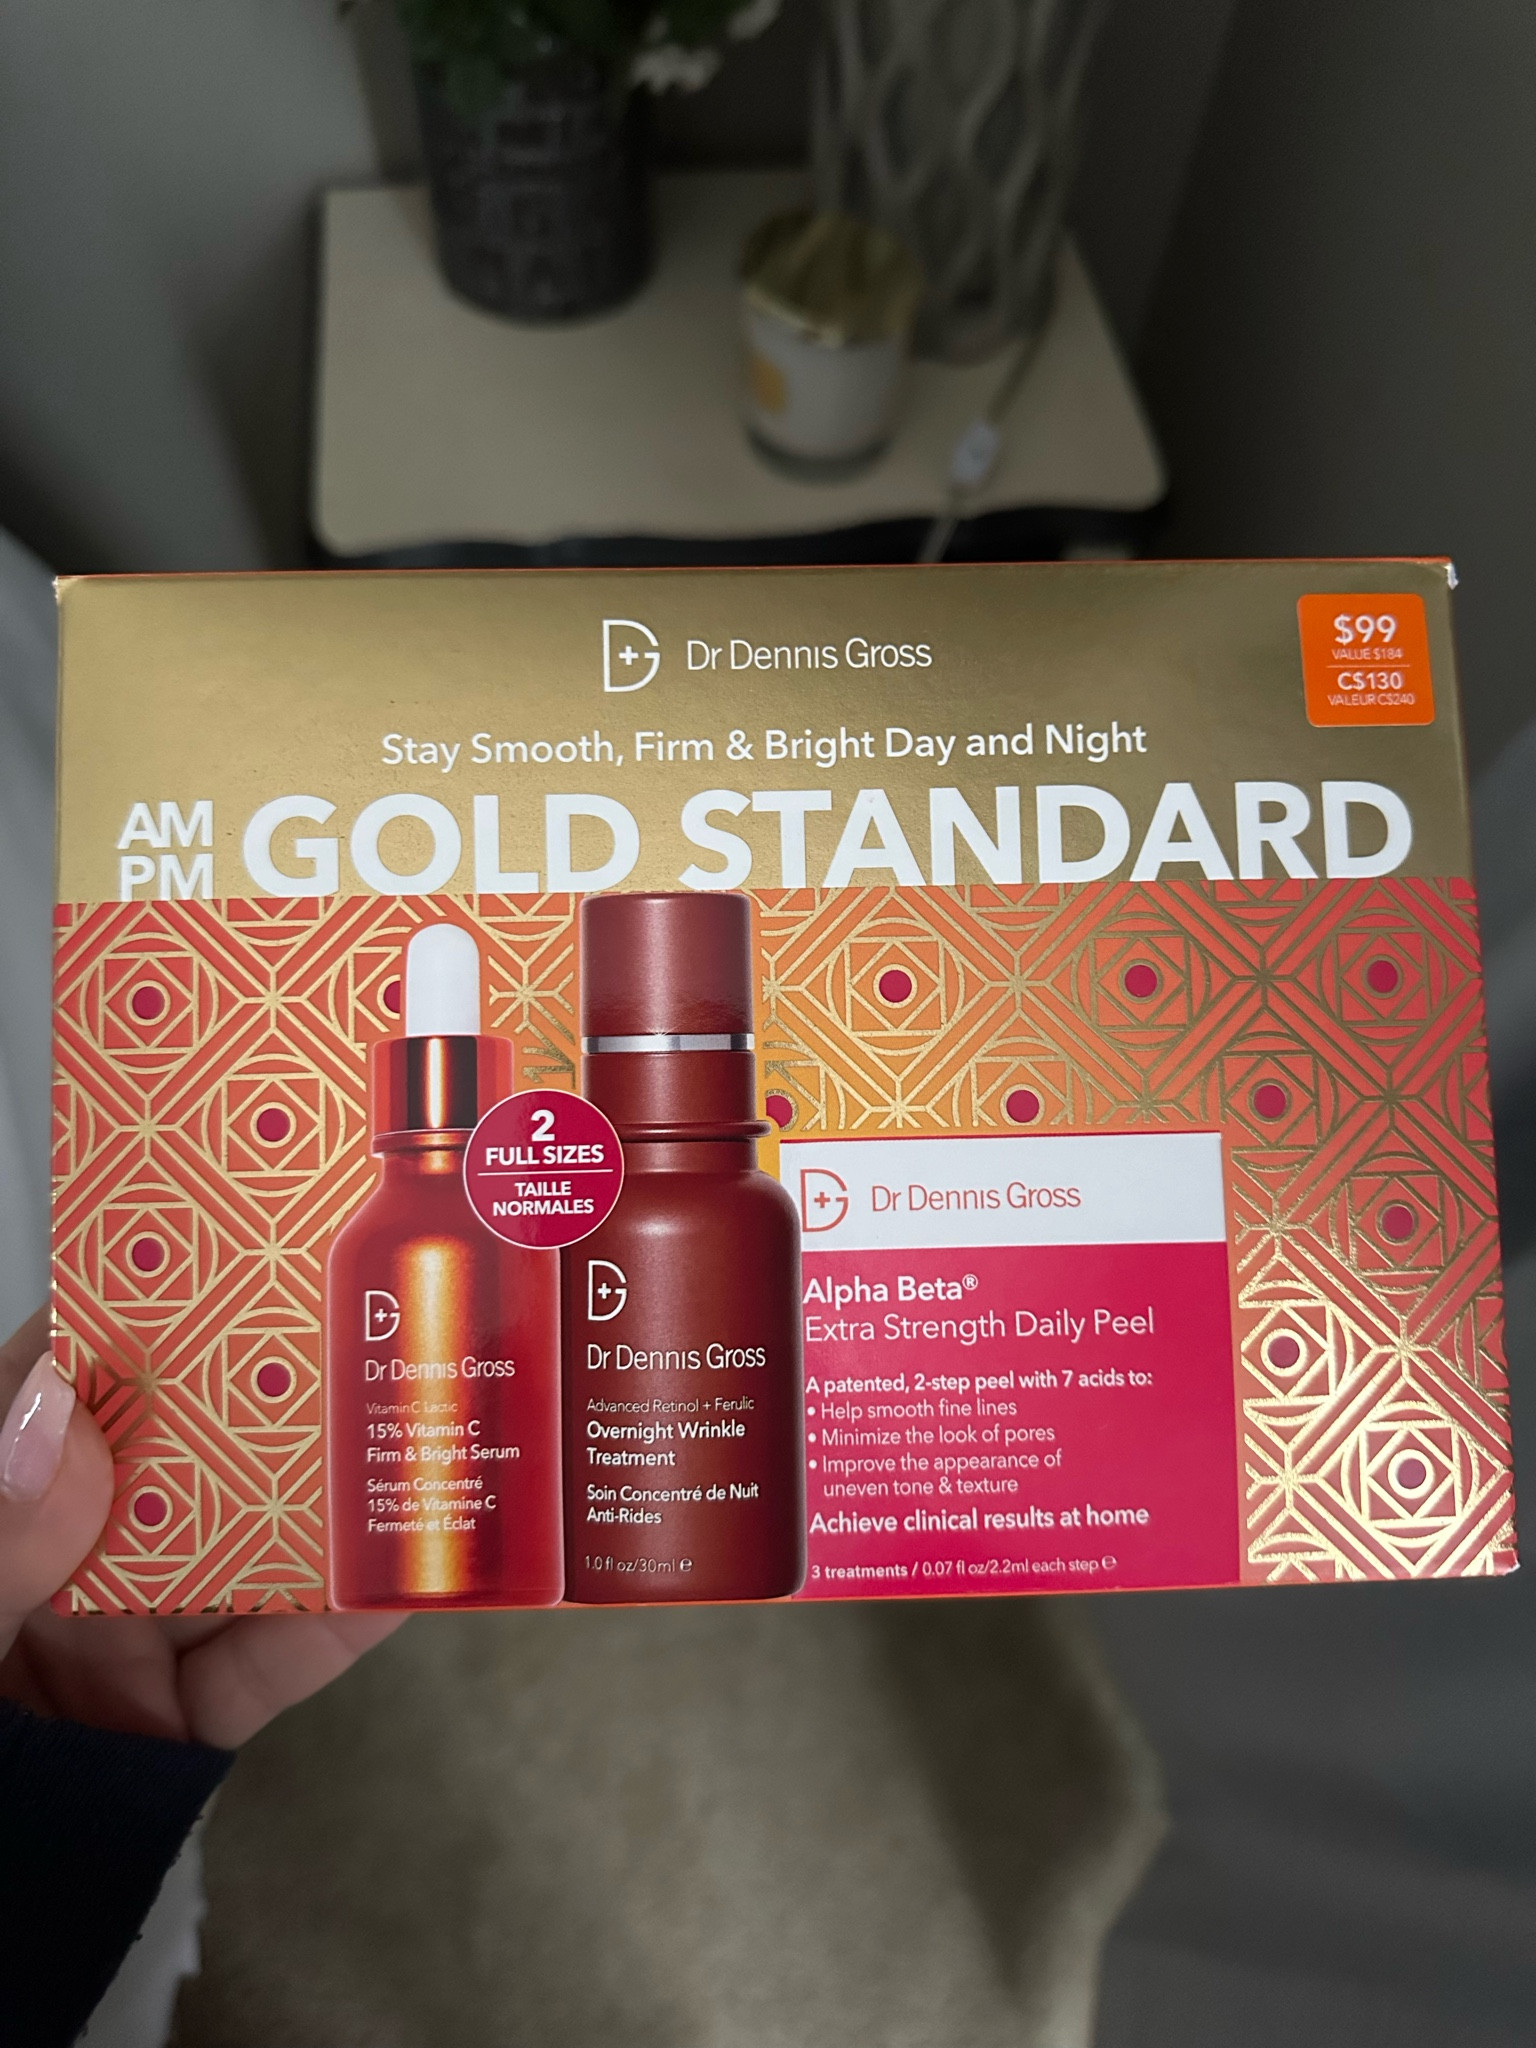 Dr Dennis Gross
$99
VALUE $184
C$130
VALEUR C$240
Stay Smooth, Firm & Bright Day and Night
AM
PM
GOLD STANDARD
2
FULL SIZES
TAILLE
NORMALES
Dr Dennis Gross
Vitamin C Lactic
15% Vitamin C
Firm & Bright Serum
Sérum Concentré
15% de Vitamine C
Fermeté et Éclat
Dr Dennis Gross
Advanced Retinol + Ferulic
Overnight Wrinkle
Treatment
Soin Concentré de Nuit
Anti-Rides
1.0 fl oz/30ml ℮
Dr Dennis Gross
Alpha Beta®
Extra Strength Daily Peel
A patented, 2-step peel with 7 acids to:
• Help smooth fine lines
• Minimize the look of pores
• Improve the appearance of
uneven tone & texture
Achieve clinical results at home
3 treatments / 0.07 fl oz/2.2ml each step ℮